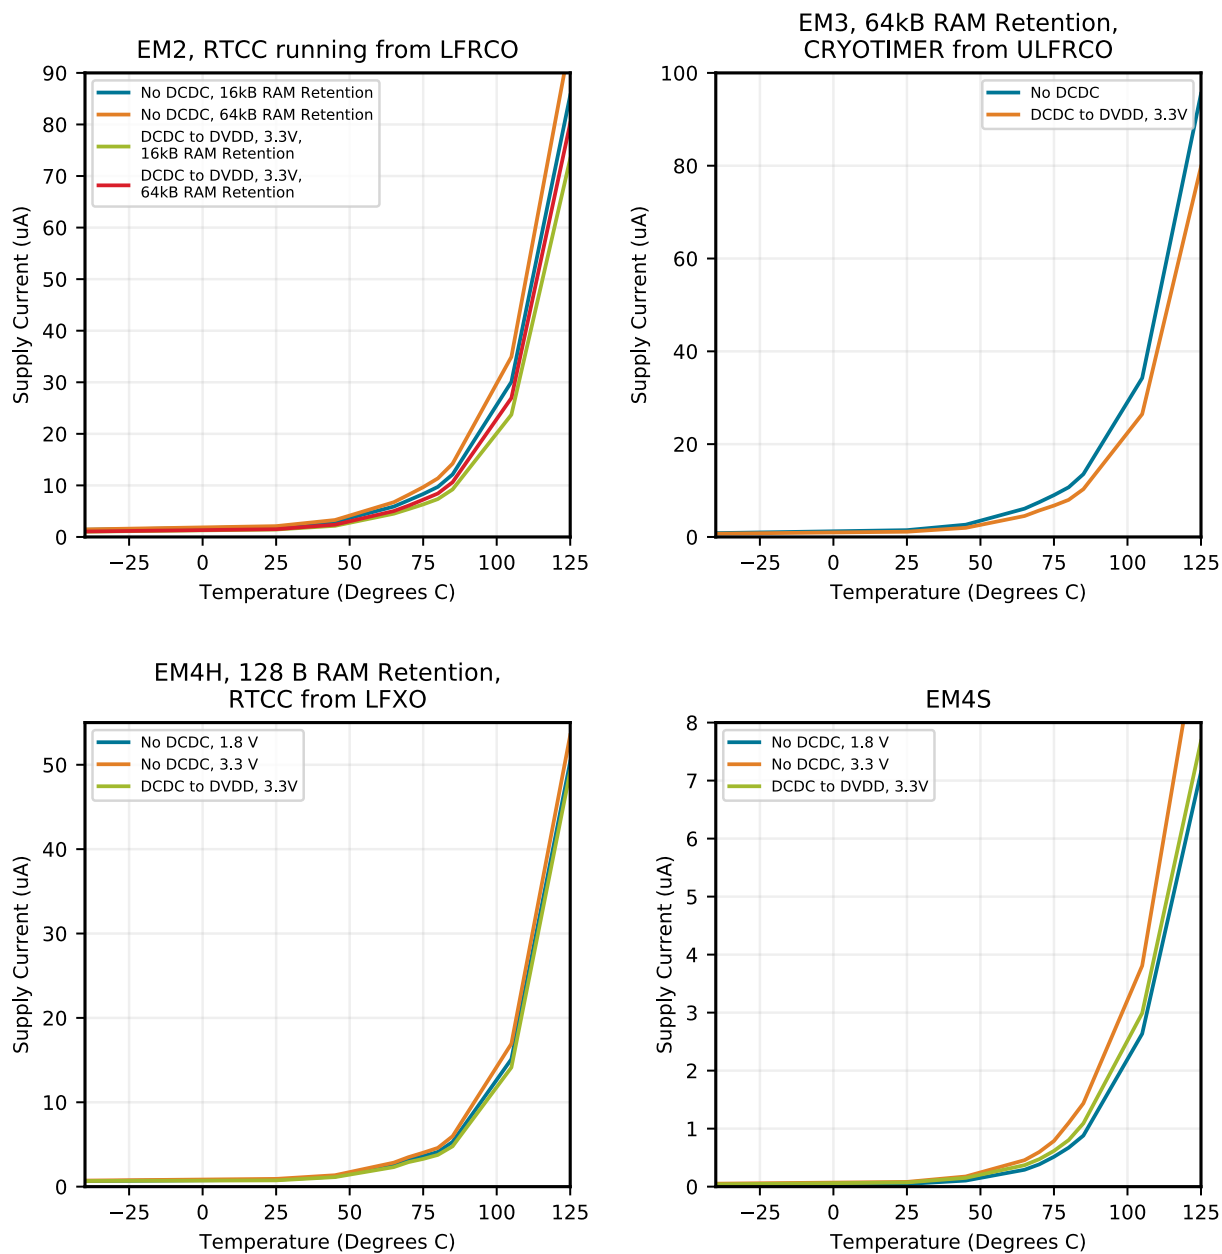 EM2, RTCC running from LFRCO
90
80
70
60
50
40
30
20
10
0
Supply Current (uA)
No DCDC, 16kB RAM Retention
No DCDC, 64kB RAM Retention
DCDC to DVDD, 3.3V,
16kB RAM Retention
DCDC to DVDD, 3.3V,
64kB RAM Retention
−25 0 25 50 75 100 125
Temperature (Degrees C)
EM3, 64kB RAM Retention,
CRYOTIMER from ULFRCO
100
80
60
40
20
0
Supply Current (uA)
No DCDC
DCDC to DVDD, 3.3V
−25 0 25 50 75 100 125
Temperature (Degrees C)
EM4H, 128 B RAM Retention,
RTCC from LFXO
50
40
30
20
10
0
Supply Current (uA)
No DCDC, 1.8 V
No DCDC, 3.3 V
DCDC to DVDD, 3.3V
−25 0 25 50 75 100 125
Temperature (Degrees C)
EM4S
8
7
6
5
4
3
2
1
0
Supply Current (uA)
No DCDC, 1.8 V
No DCDC, 3.3 V
DCDC to DVDD, 3.3V
−25 0 25 50 75 100 125
Temperature (Degrees C)